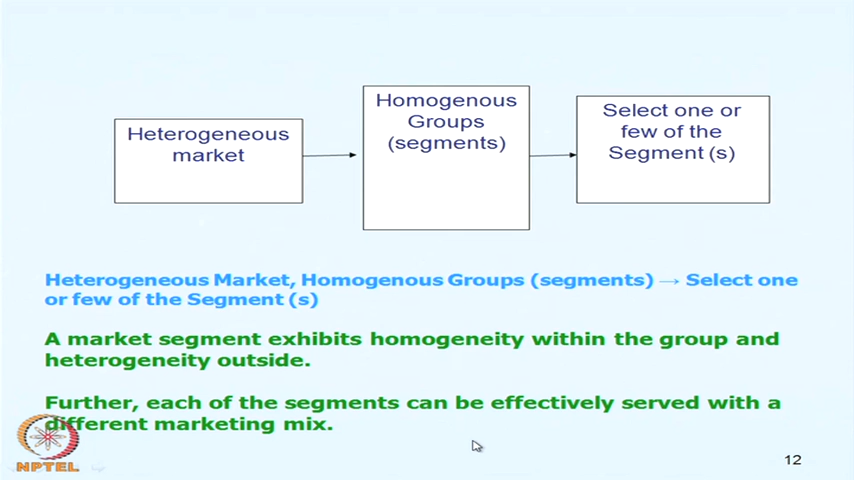 Heterogeneous
market
Homogenous
Groups
(segments)
Select one or
few of the
Segment (s)
Heterogeneous Market, Homogenous Groups (segments) → Select one
or few of the Segment (s)
A market segment exhibits homogeneity within the group and
heterogeneity outside.
Further, each of the segments can be effectively served with a
different marketing mix.
NPTEL
12